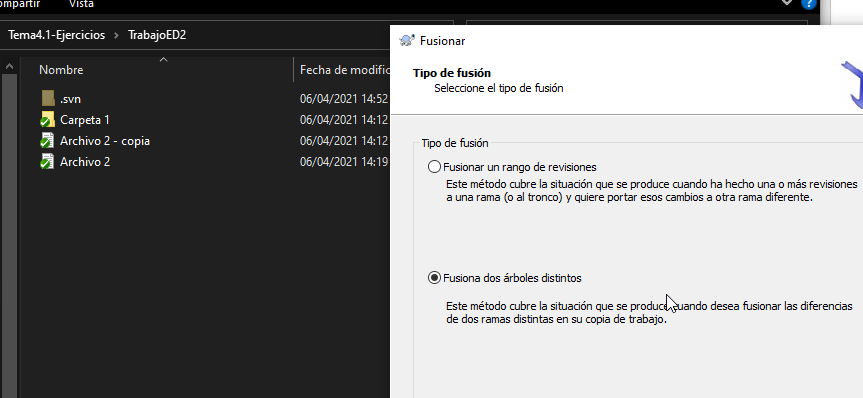 Compartir
Vista
Tema4.1-Ejercicios > TrabajoED2
Nombre
Fecha de modific
.svn
06/04/2021 14:52
Carpeta 1
06/04/2021 14:12
Archivo 2 - copia
06/04/2021 14:12
Archivo 2
06/04/2021 14:19
Fusionar
Tipo de fusión
Seleccione el tipo de fusión
Tipo de fusión
Fusionar un rango de revisiones
Este método cubre la situación que se produce cuando ha hecho una o más revisiones
a una rama (o al tronco) y quiere portar esos cambios a otra rama diferente.
Fusiona dos árboles distintos
Este método cubre la situación que se produce cuando desea fusionar las diferencias
de dos ramas distintas en su copia de trabajo.